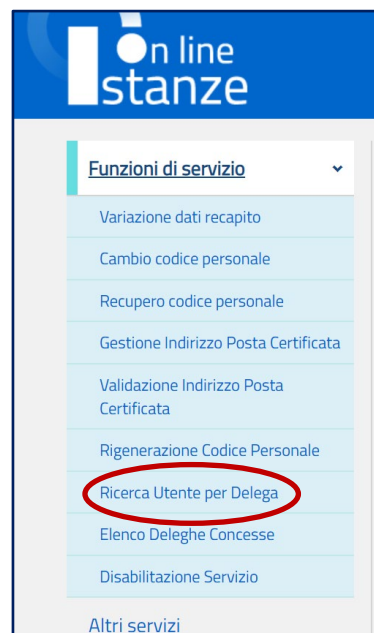 on line
istanze
Funzioni di servizio
Variazione dati recapito
Cambio codice personale
Recupero codice personale
Gestione Indirizzo Posta Certificata
Validazione Indirizzo Posta
Certificata
Rigenerazione Codice Personale
Ricerca Utente per Delega
Elenco Deleghe Concesse
Disabilitazione Servizio
Altri servizi